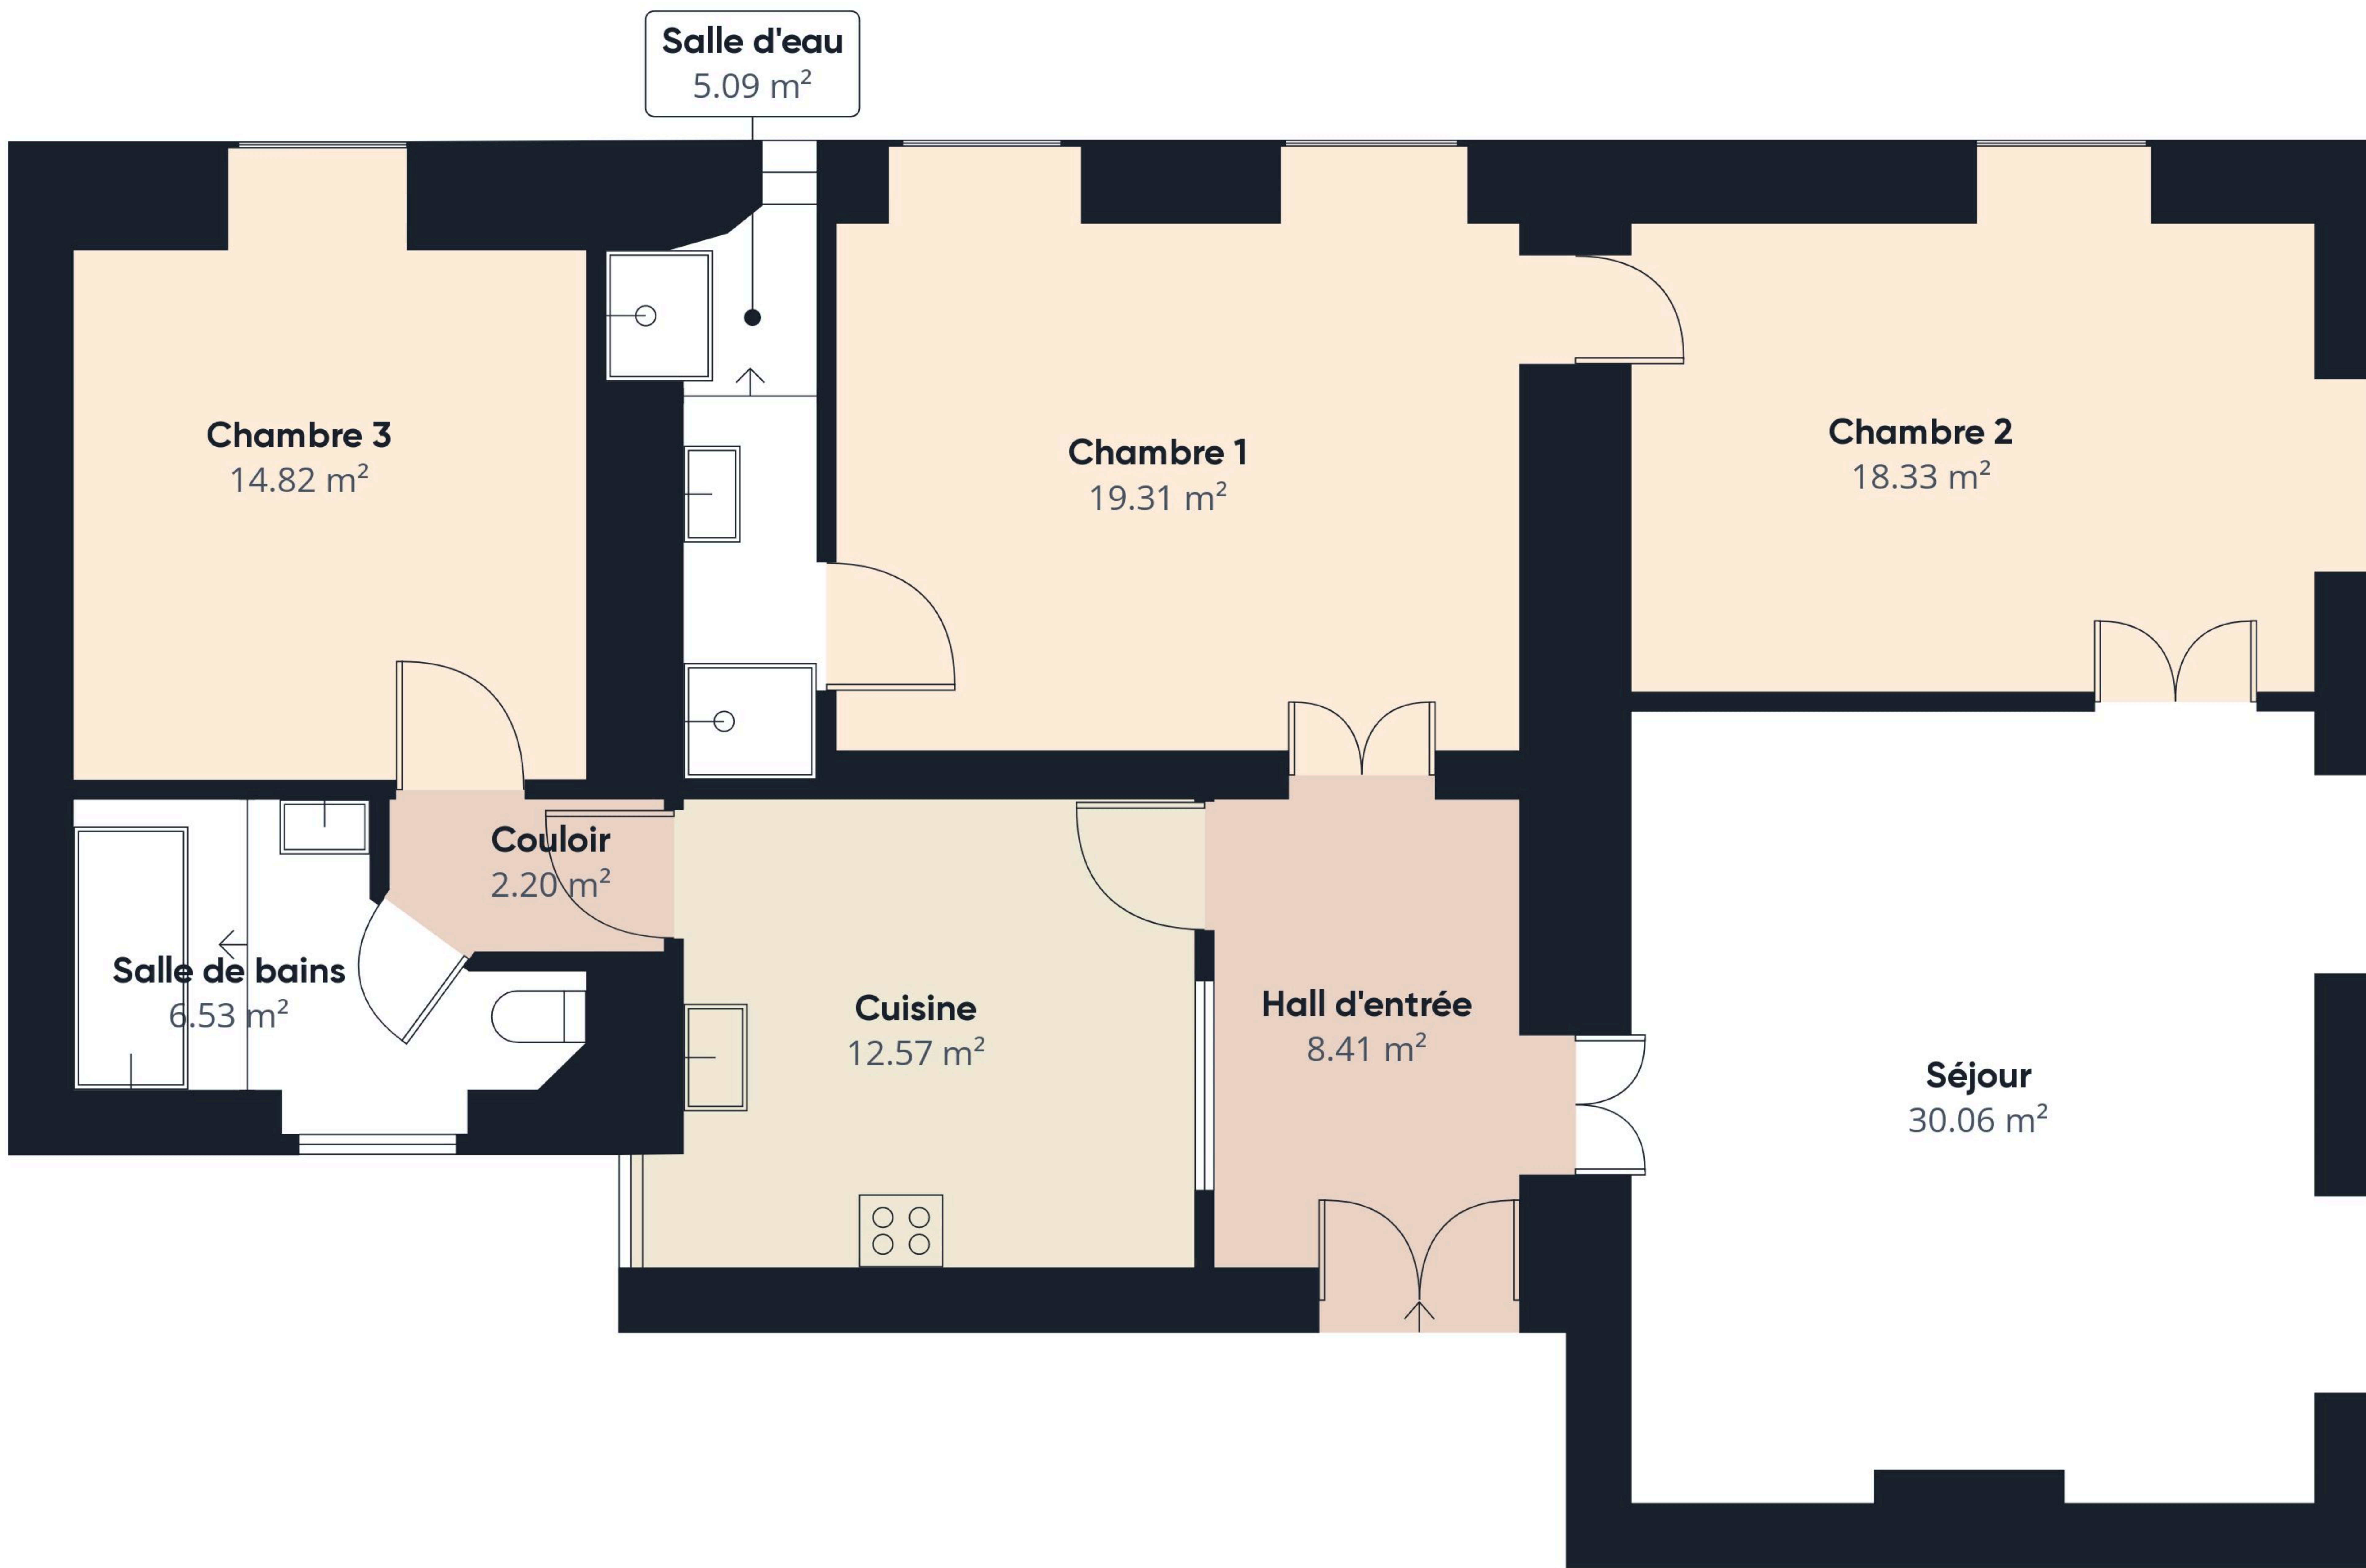 Salle d'eau
5.09 m²
Chambre 3
14.82 m²
Chambre 1
19.31 m²
Chambre 2
18.33 m²
Couloir
2.20 m²
Salle de bains
6.53 m²
Cuisine
12.57 m²
Hall d'entrée
8.41 m²
Séjour
30.06 m²